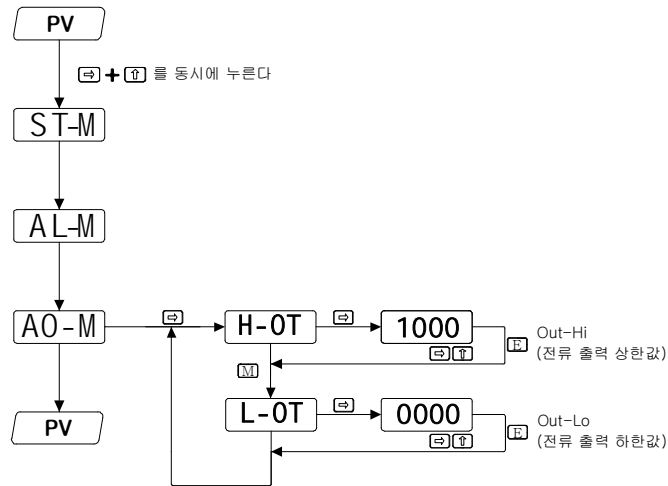 PV
⇨ + ⇧ 를 동시에 누른다
ST-M
AL-M
AO-M ⇨ H-OT ⇨ 1000 E Out-Hi
⇨ ⇧ (전류 출력 상한값)
M
L-OT ⇨ 0000 E Out-Lo
⇨ ⇧ (전류 출력 하한값)
PV